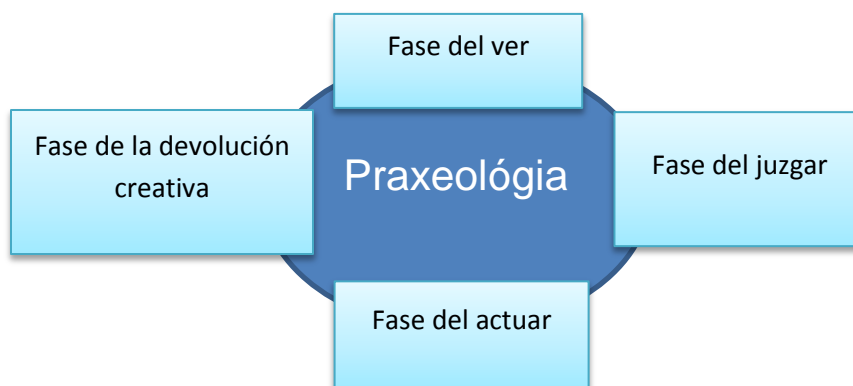 Fase del ver
Fase de la devolución
creativa
Praxeológia
Fase del juzgar
Fase del actuar